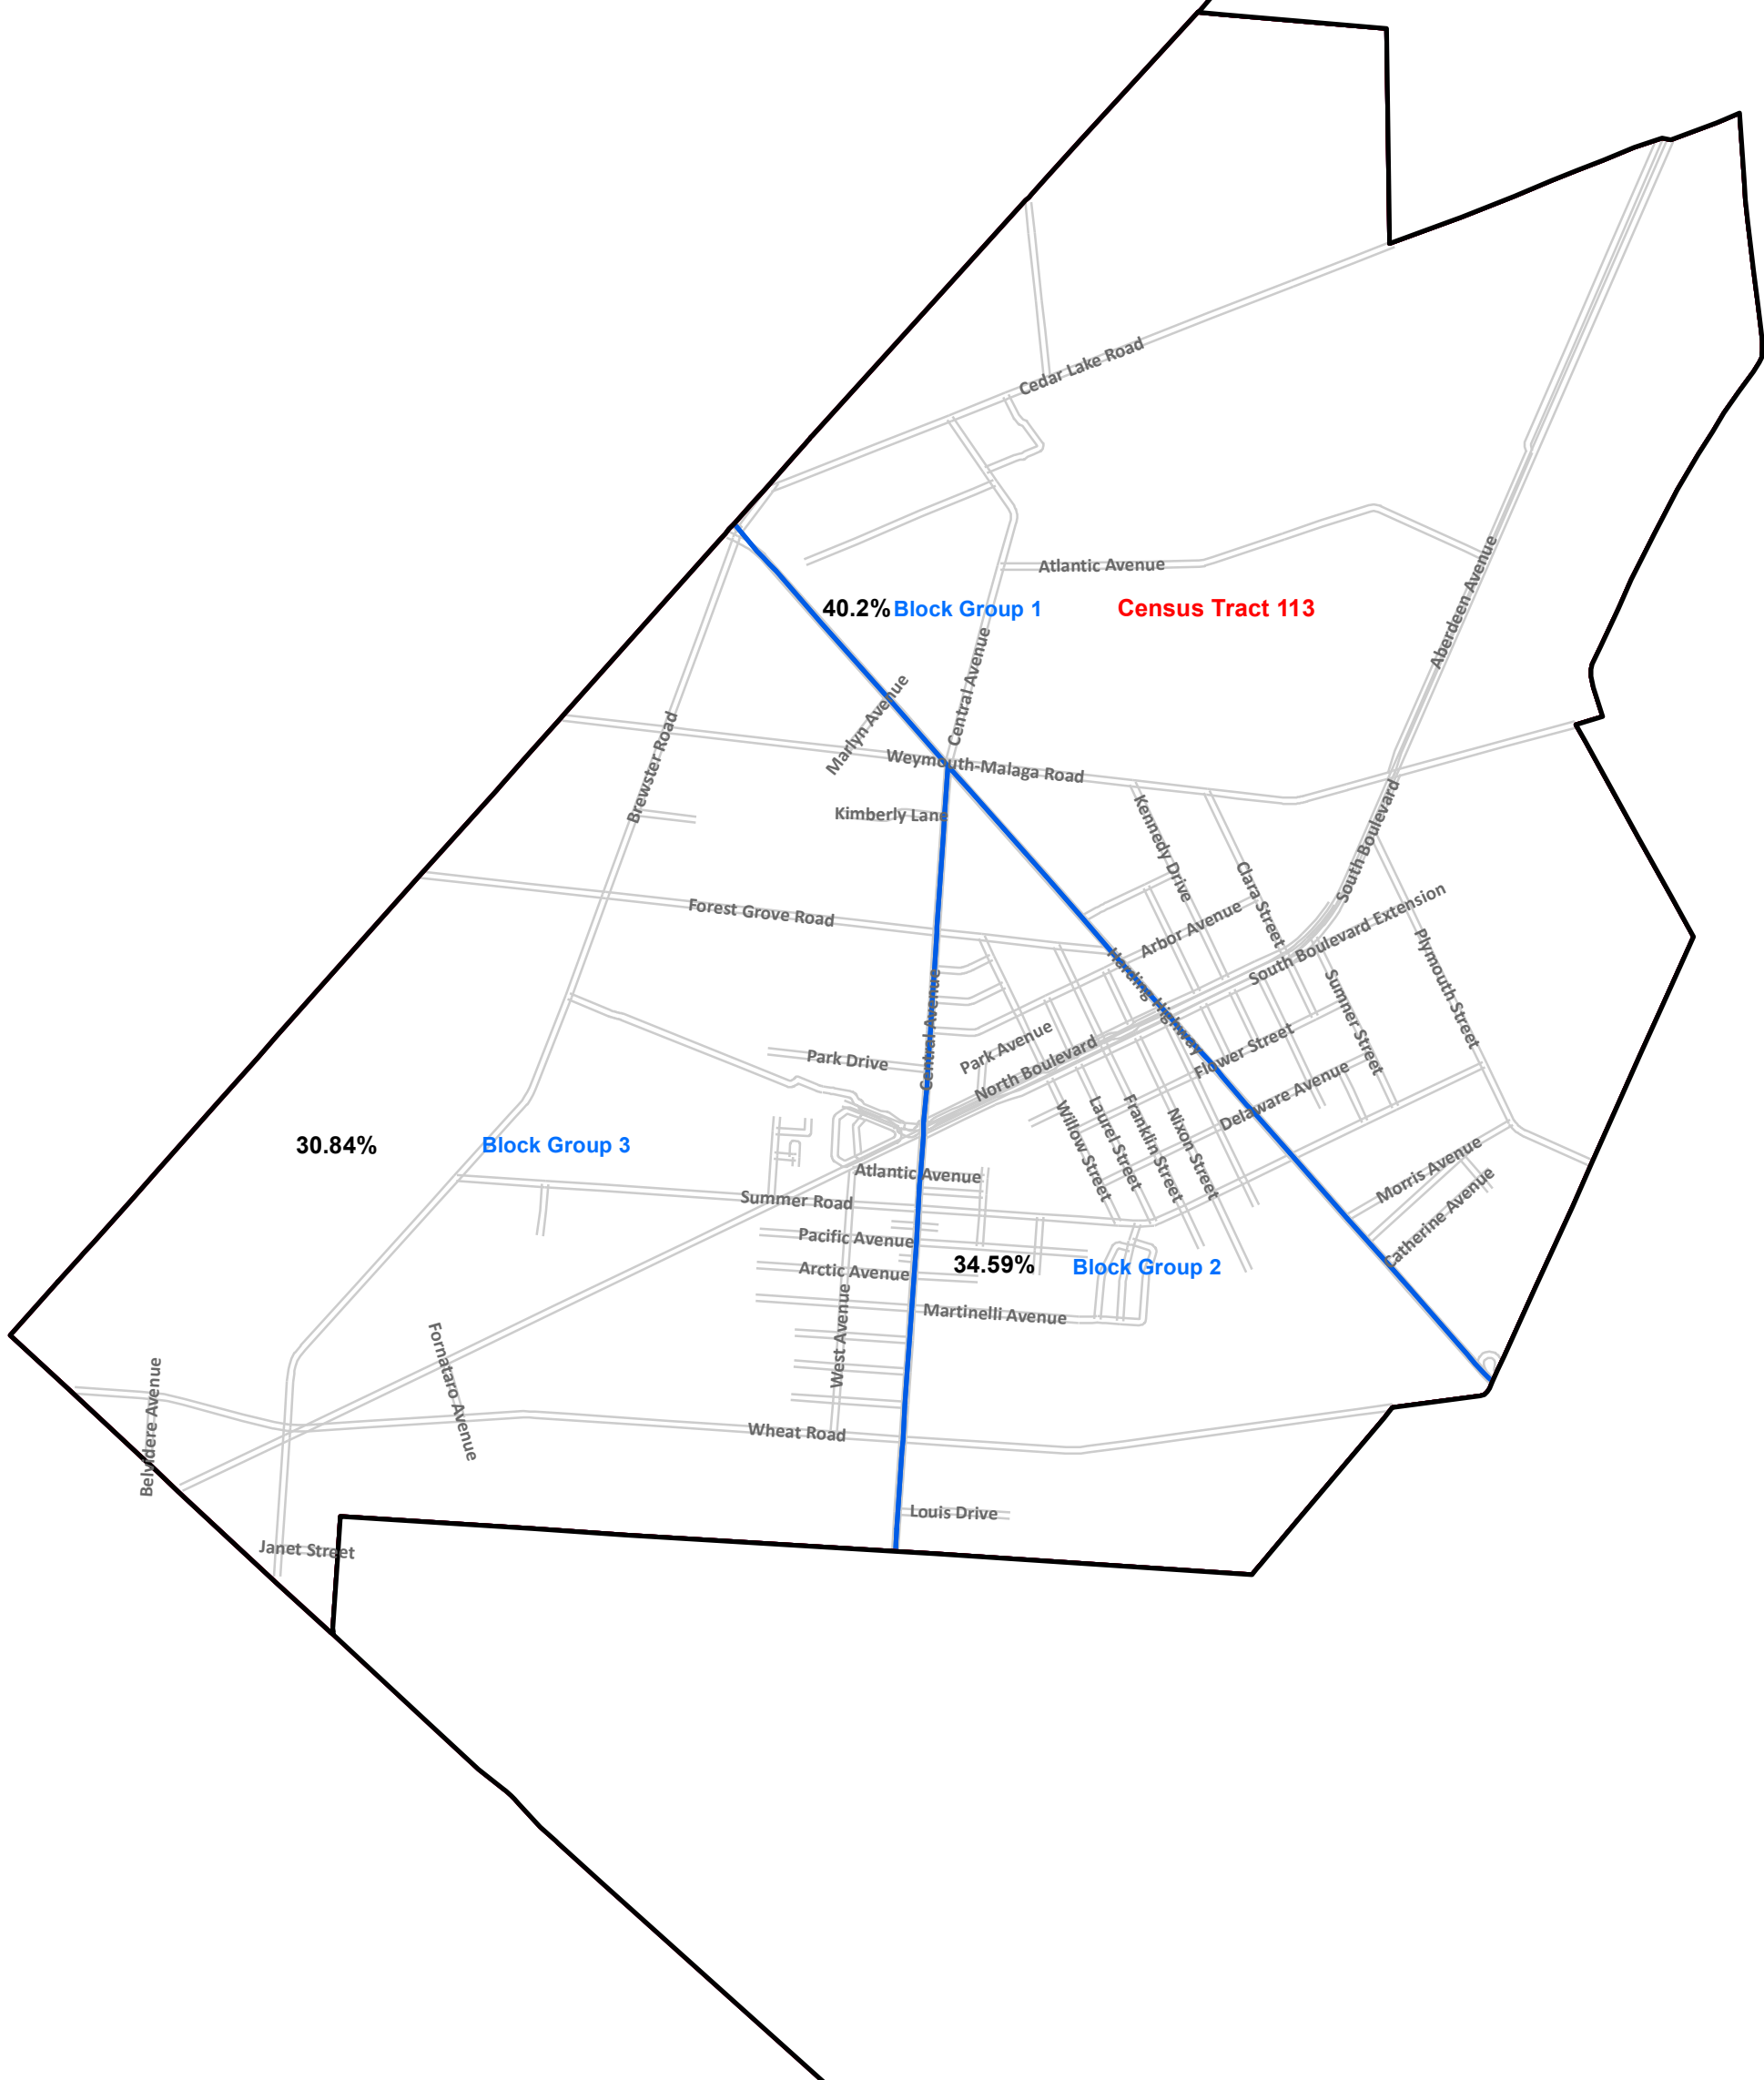 Cedar Lake Road
Atlantic Avenue
Aberdeen Avenue
40.2%
Block Group 1
Census Tract 113
Central Avenue
Marlyn Avenue
Brewster Road
Weymouth-Malaga Road
Kimberly Lane
Kennedy Drive
Clara Street
South Boulevard
Forest Grove Road
Arbor Avenue
South Boulevard Extension
Plymouth Street
Harding Highway
Sumner Street
Central Avenue
Park Avenue
Park Drive
North Boulevard
Flower Street
Delaware Avenue
Willow Street
Laurel Street
Franklin Street
Nixon Street
30.84%
Block Group 3
Morris Avenue
Catherine Avenue
Atlantic Avenue
Summer Road
Pacific Avenue
34.59%
Block Group 2
Arctic Avenue
Martinelli Avenue
West Avenue
Fornataro Avenue
Belvidere Avenue
Wheat Road
Louis Drive
Janet Street